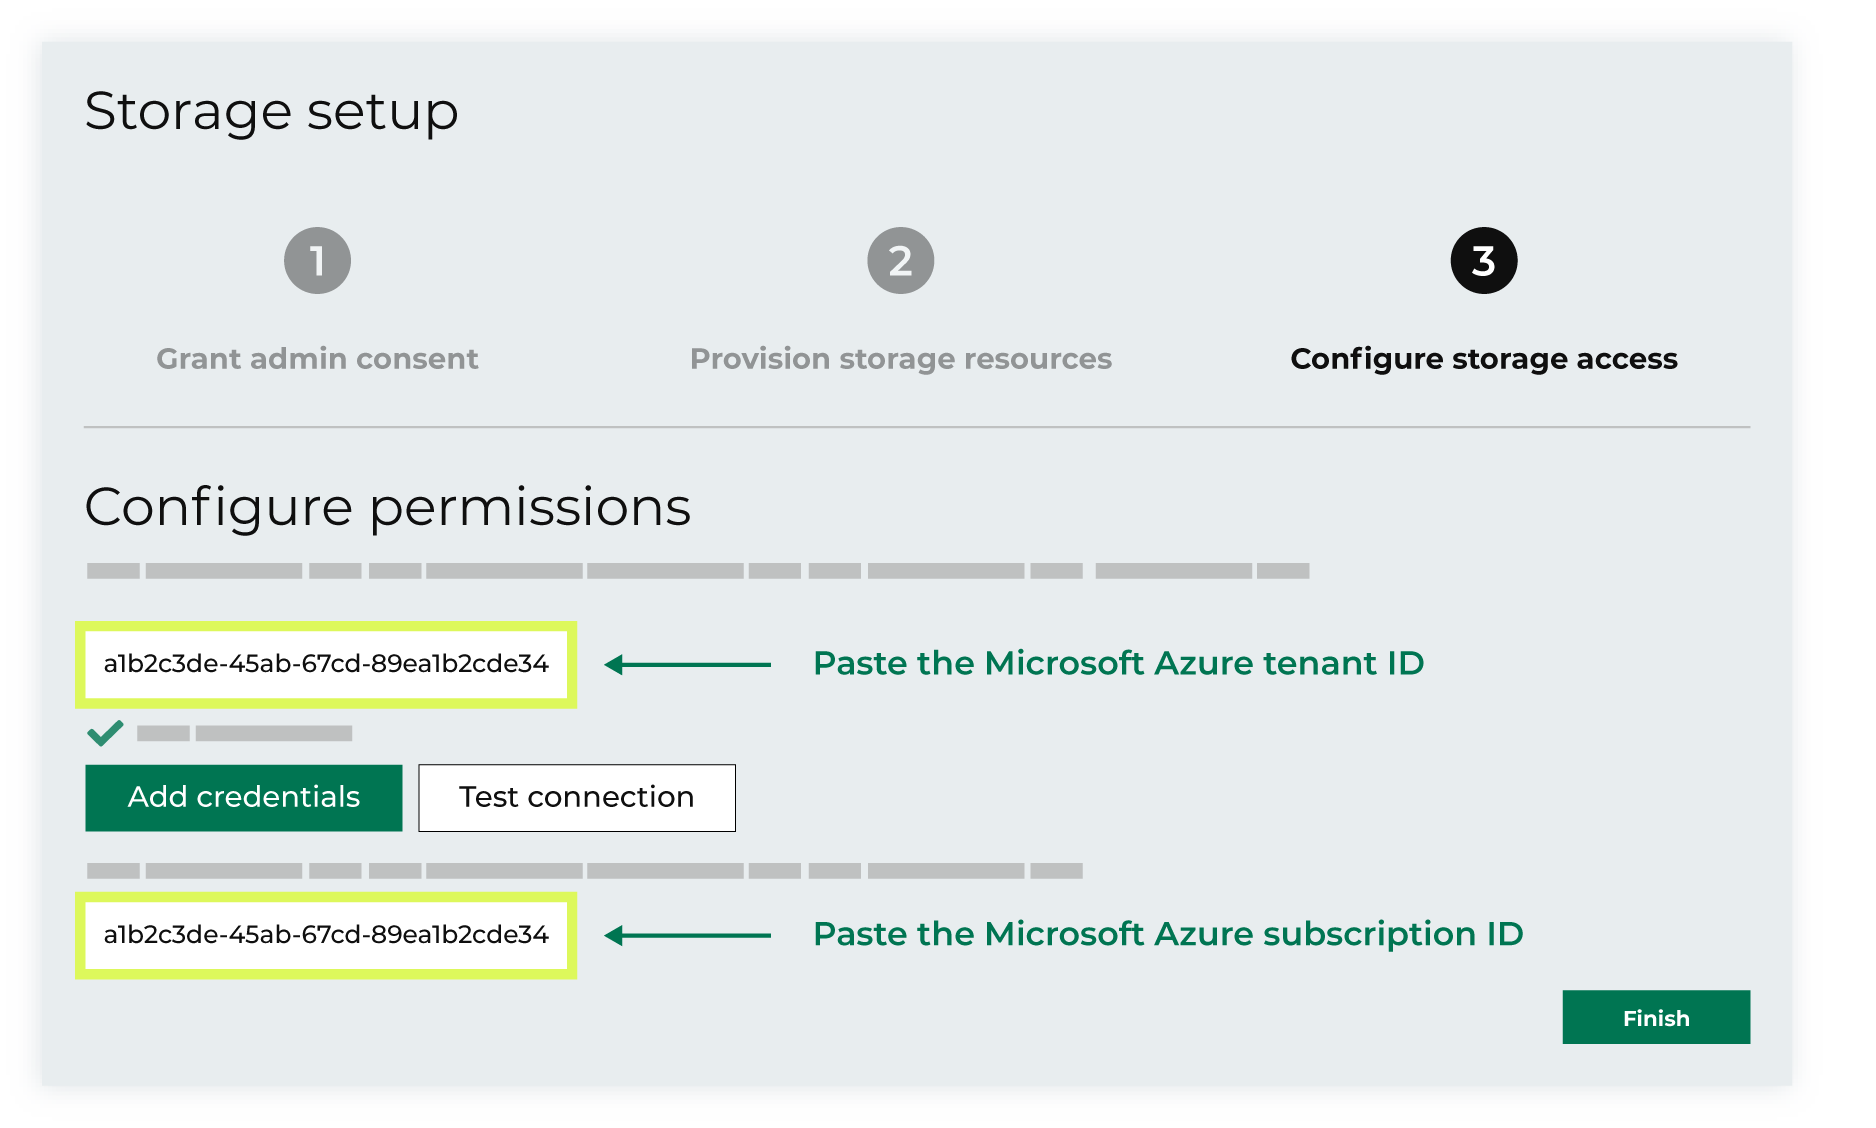 Storage setup
1
2
3
Grant admin consent
Provision storage resources
Configure storage access
Configure permissions
a1b2c3de-45ab-67cd-89ea1b2cde34
Paste the Microsoft Azure tenant ID
Add credentials
Test connection
a1b2c3de-45ab-67cd-89ea1b2cde34
Paste the Microsoft Azure subscription ID
Finish